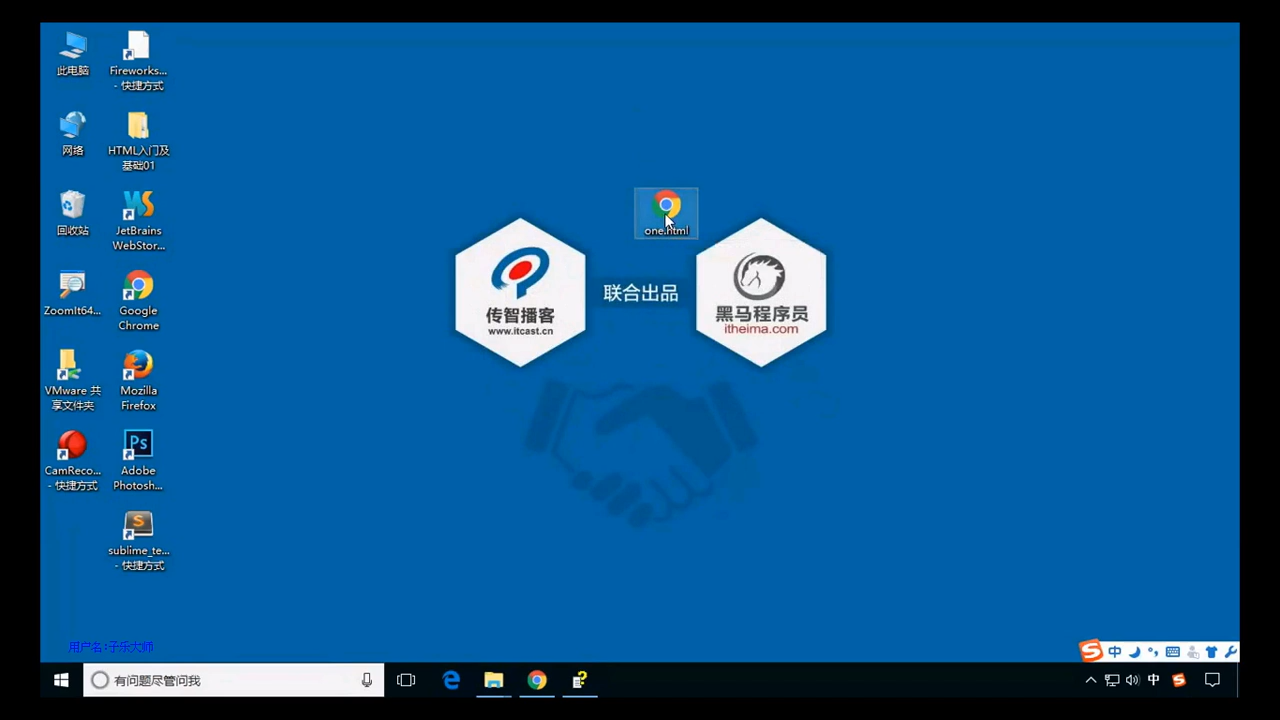 此电脑
Fireworks...
- 快捷方式
网络
HTML入门及
基础01
回收站
JetBrains
WebStor...
ZoomIt64...
Google
Chrome
VMware 共
享文件夹
Mozilla
Firefox
CamReco...
- 快捷方式
Adobe
Photosh...
sublime_te...
- 快捷方式
one.html
传智播客
www.itcast.cn
联合出品
黑马程序员
itheima.com
用户名:子乐大师
S 中
有问题尽管问我
中